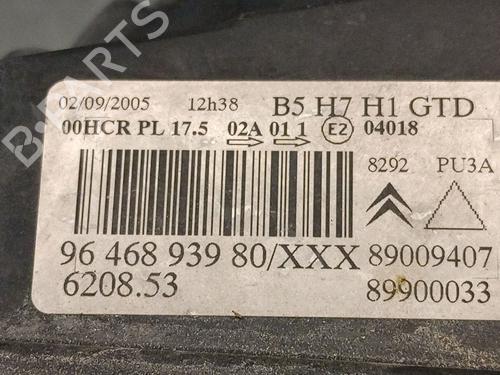 B-PARTS
02/09/2005 12h38 B5 H7 H1 GTD
00HCR PL 17.5 02A 01 1 E2 04018
8292 PU3A
96 468 939 80/XXX 89009407
6208.53 89900033